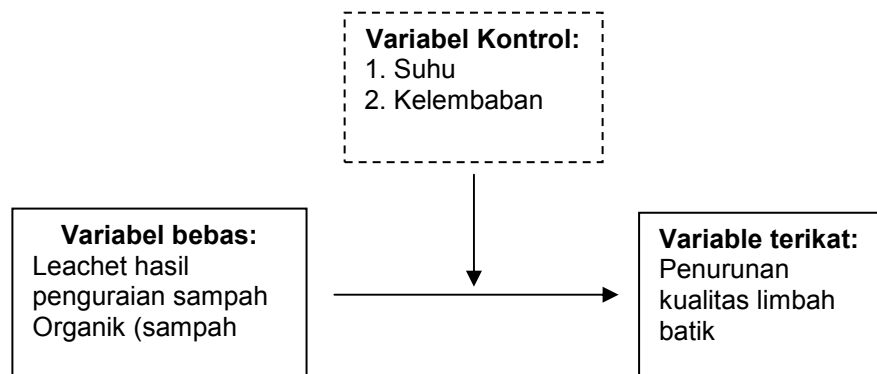 Variabel Kontrol:
1. Suhu
2. Kelembaban
Variabel bebas:
Leachet hasil
penguraian sampah
Organik (sampah
Variable terikat:
Penurunan
kualitas limbah
batik